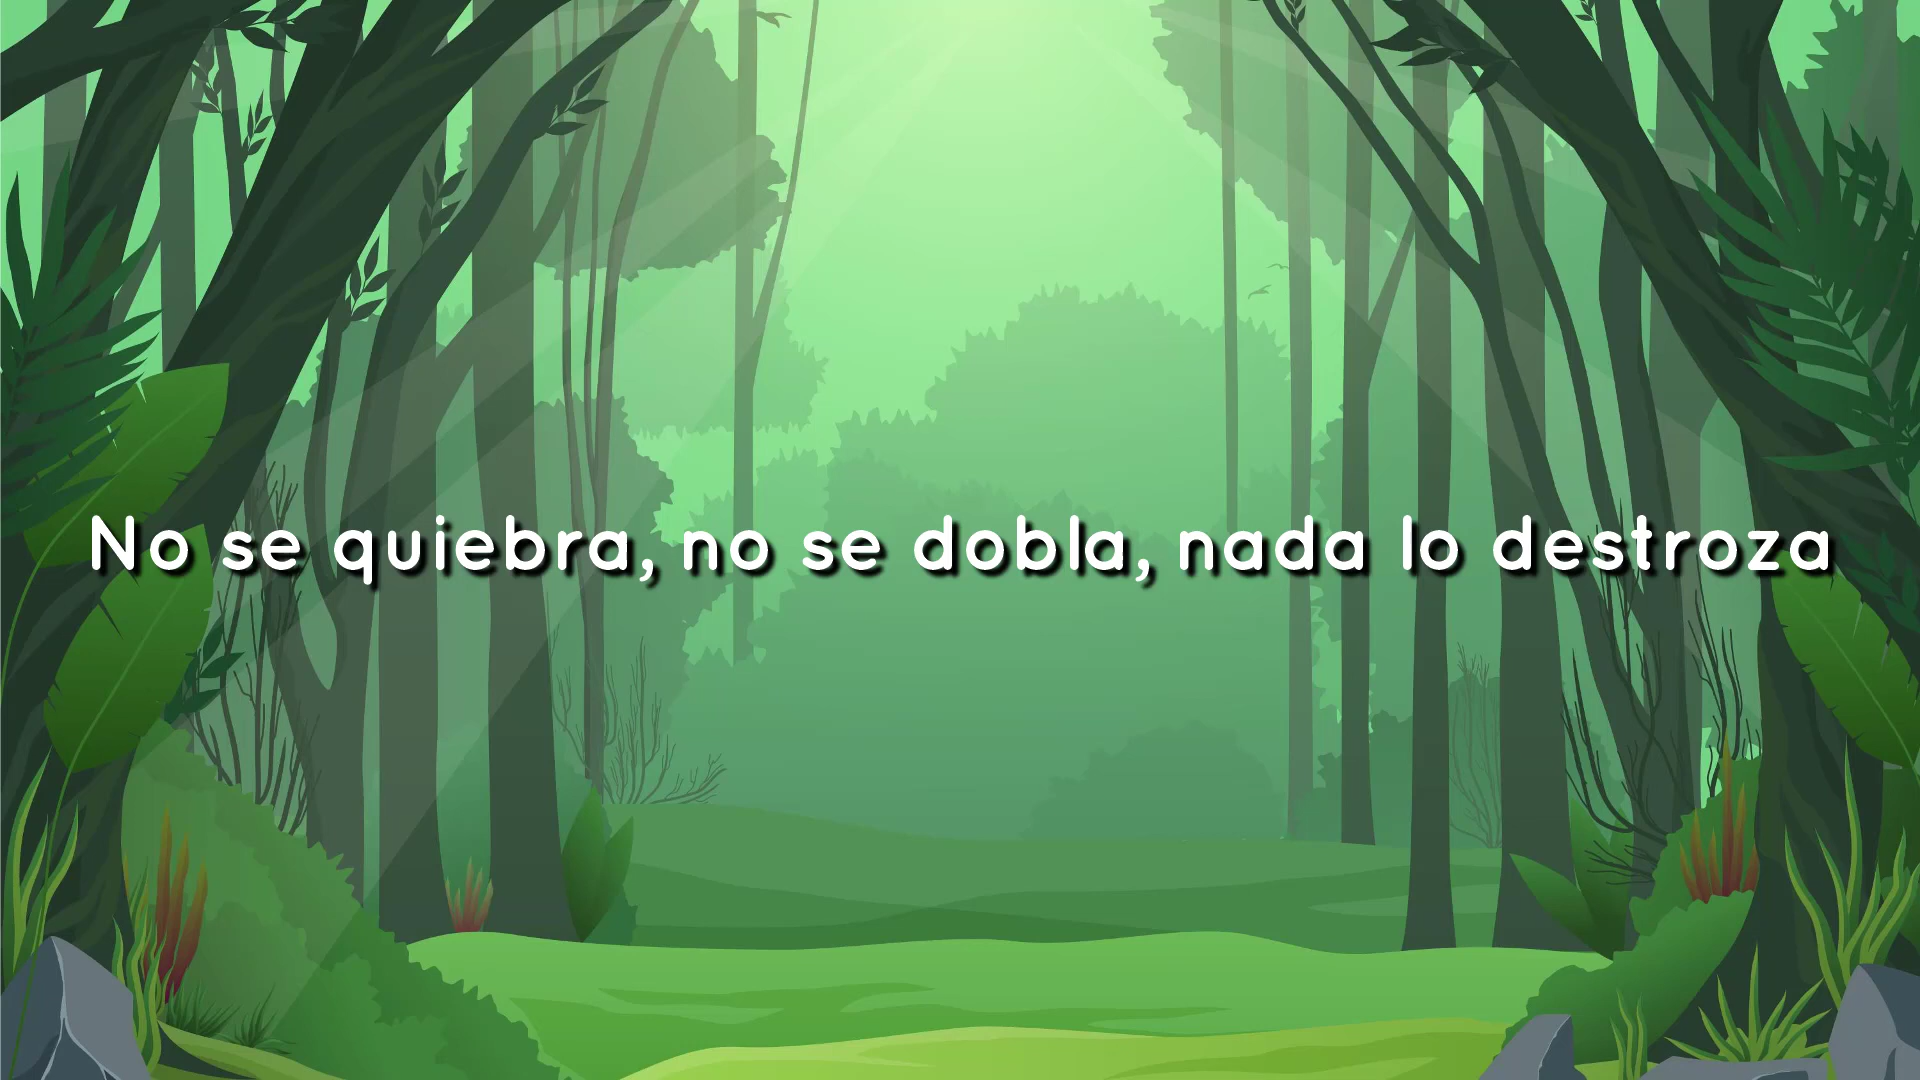 No se quiebra, no se dobla, nada lo destroza